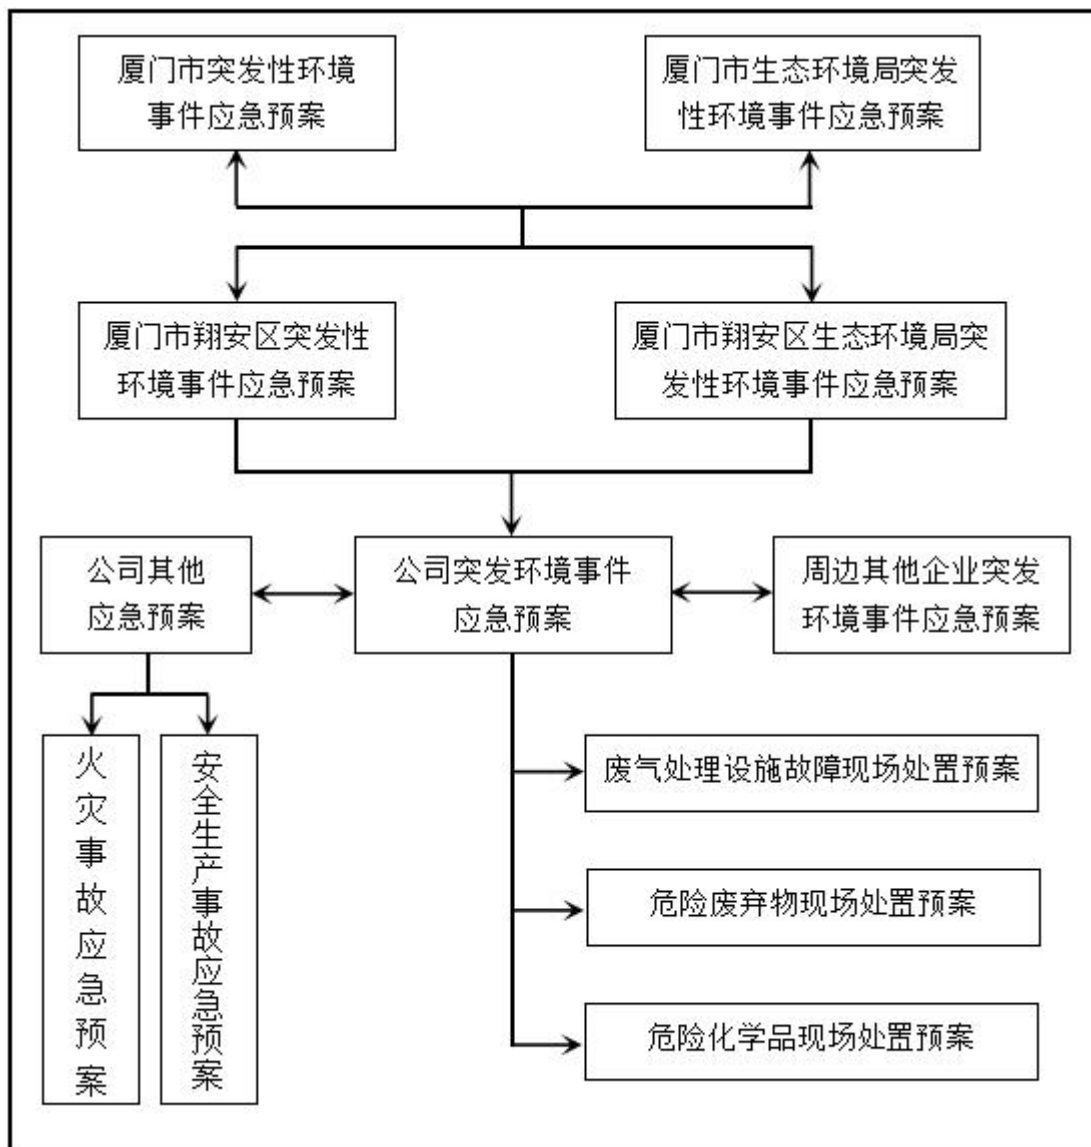 厦门市突发性环境
事件应急预案
厦门市生态环境局突发
性环境事件应急预案
厦门市翔安区突发性
环境事件应急预案
厦门市翔安区生态环境局突
发性环境事件应急预案
公司其他
应急预案
公司突发环境事件
应急预案
周边其他企业突发
环境事件应急预案
火灾事故应急预案
安全生产事故应急预案
废气处理设施故障现场处置预案
危险废弃物现场处置预案
危险化学品现场处置预案